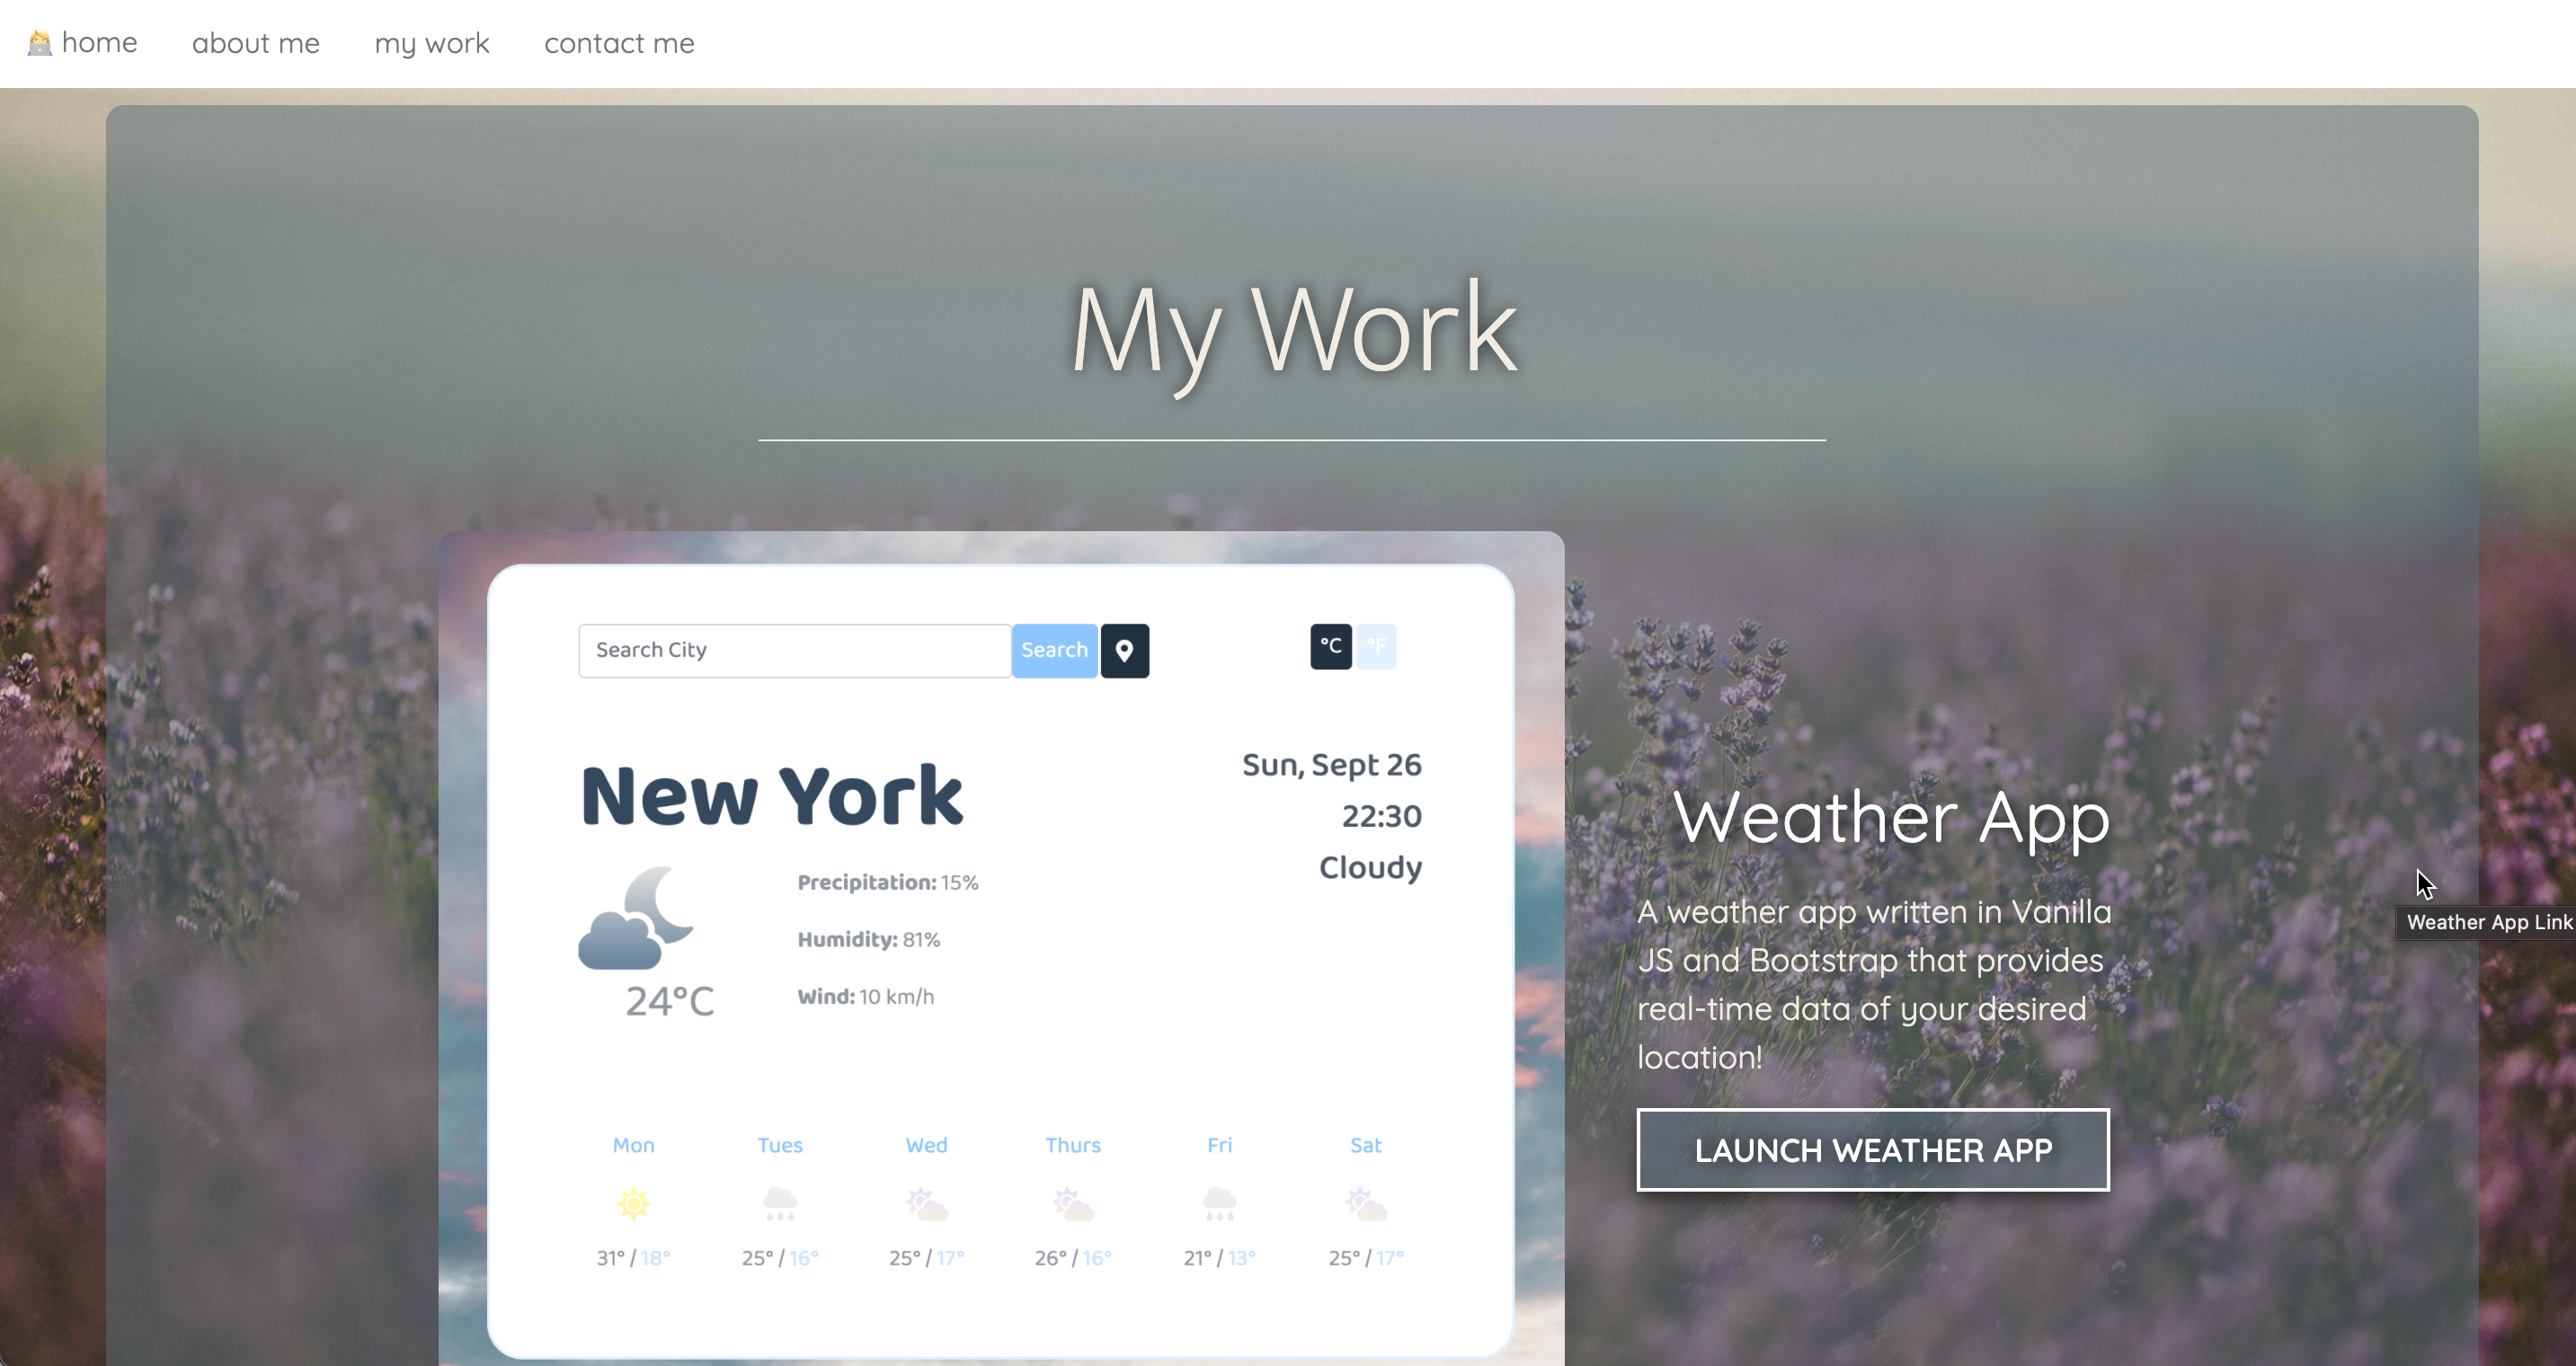 home about me my work contact me
My Work
Search City Search °C °F
New York
Sun, Sept 26
22:30
Cloudy
Precipitation: 15%
Humidity: 81%
Wind: 10 km/h
24°C
Mon Tues Wed Thurs Fri Sat
31° / 18° 25° / 16° 25° / 17° 26° / 16° 21° / 13° 25° / 17°
Weather App
A weather app written in Vanilla
JS and Bootstrap that provides
real-time data of your desired
location!
LAUNCH WEATHER APP
Weather App Link